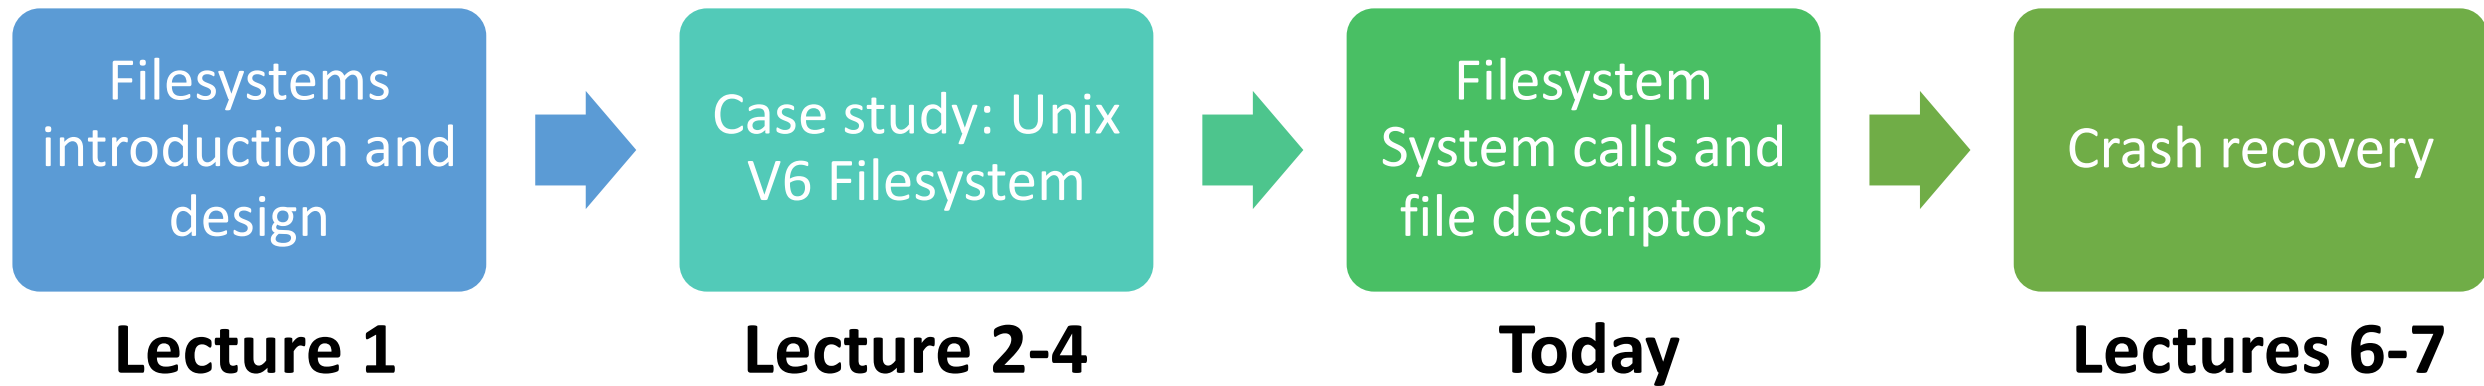 Filesystems
introduction and
design
Lecture 1
Case study: Unix
V6 Filesystem
Lecture 2-4
Filesystem
System calls and
file descriptors
Today
Crash recovery
Lectures 6-7